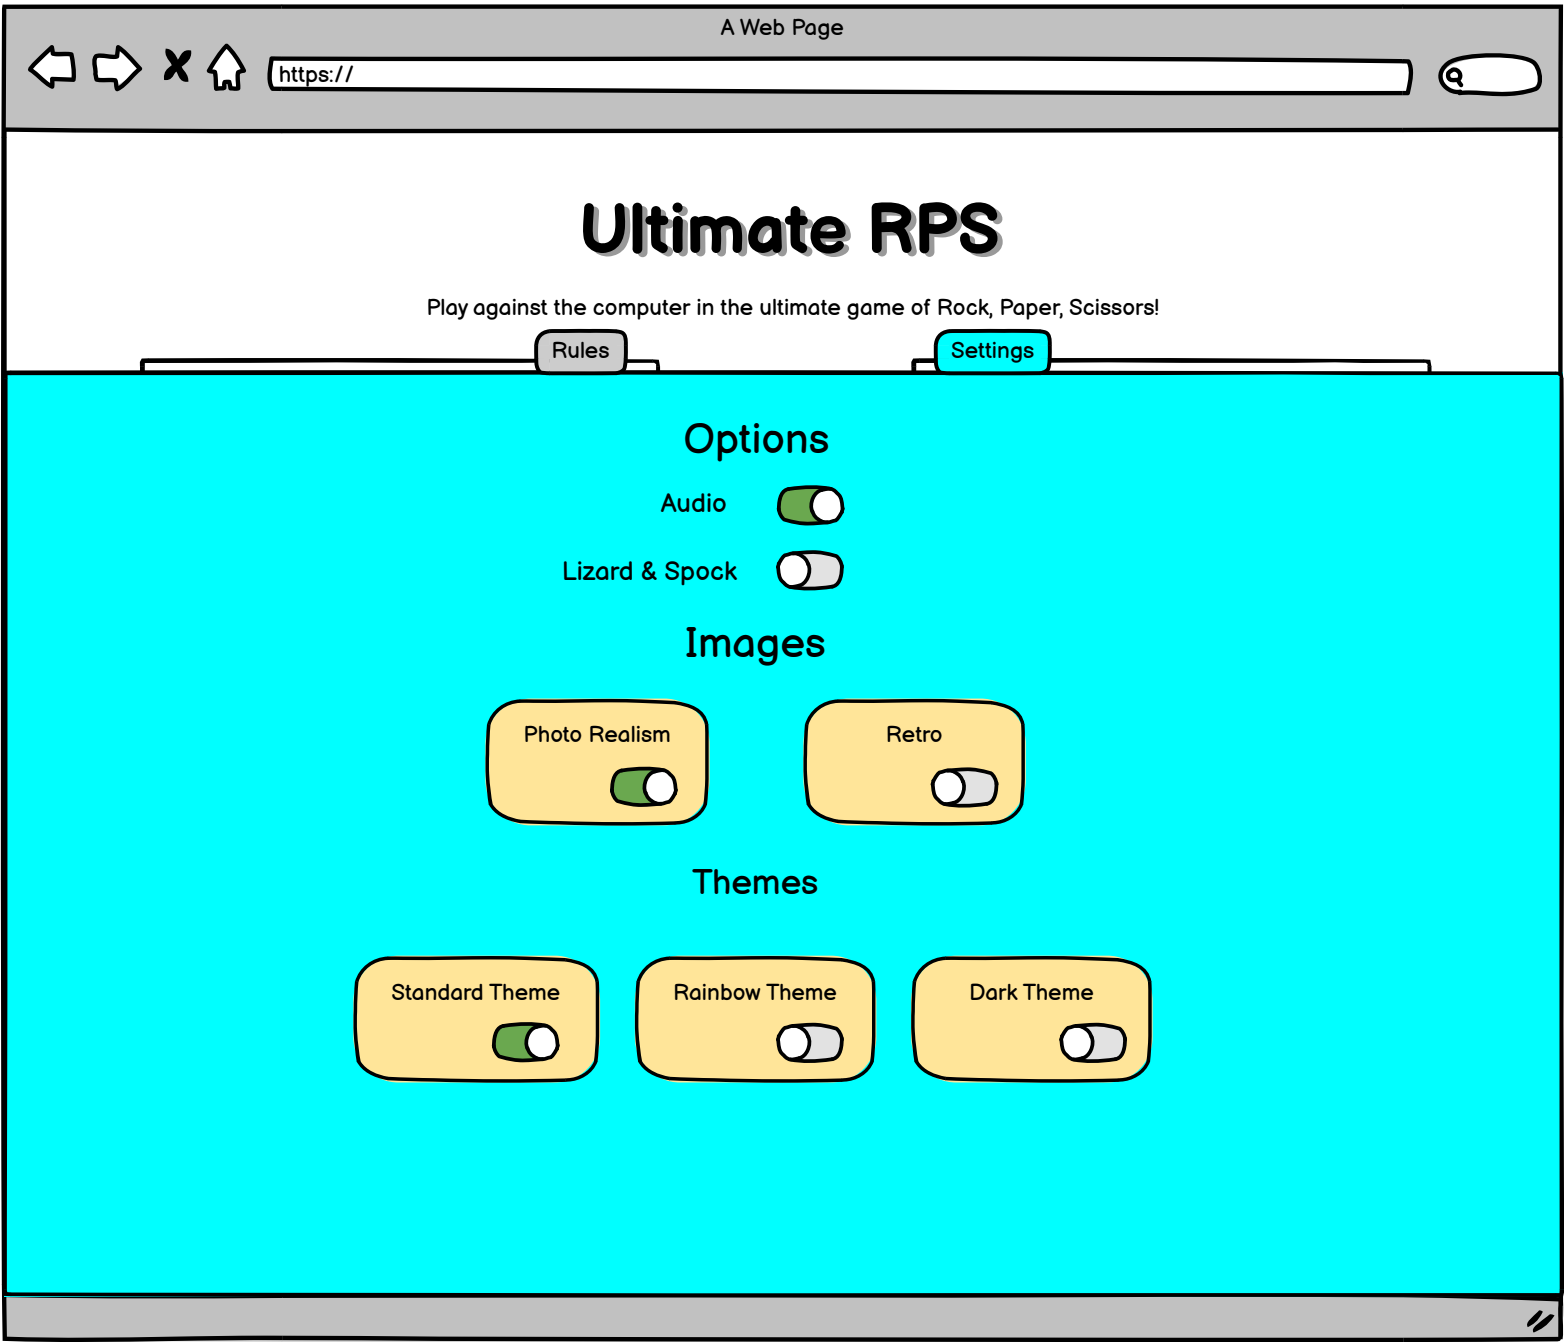 A Web Page
https://
Ultimate RPS
Play against the computer in the ultimate game of Rock, Paper, Scissors!
Rules
Settings
Options
Audio
Lizard & Spock
Images
Photo Realism
Retro
Themes
Standard Theme
Rainbow Theme
Dark Theme